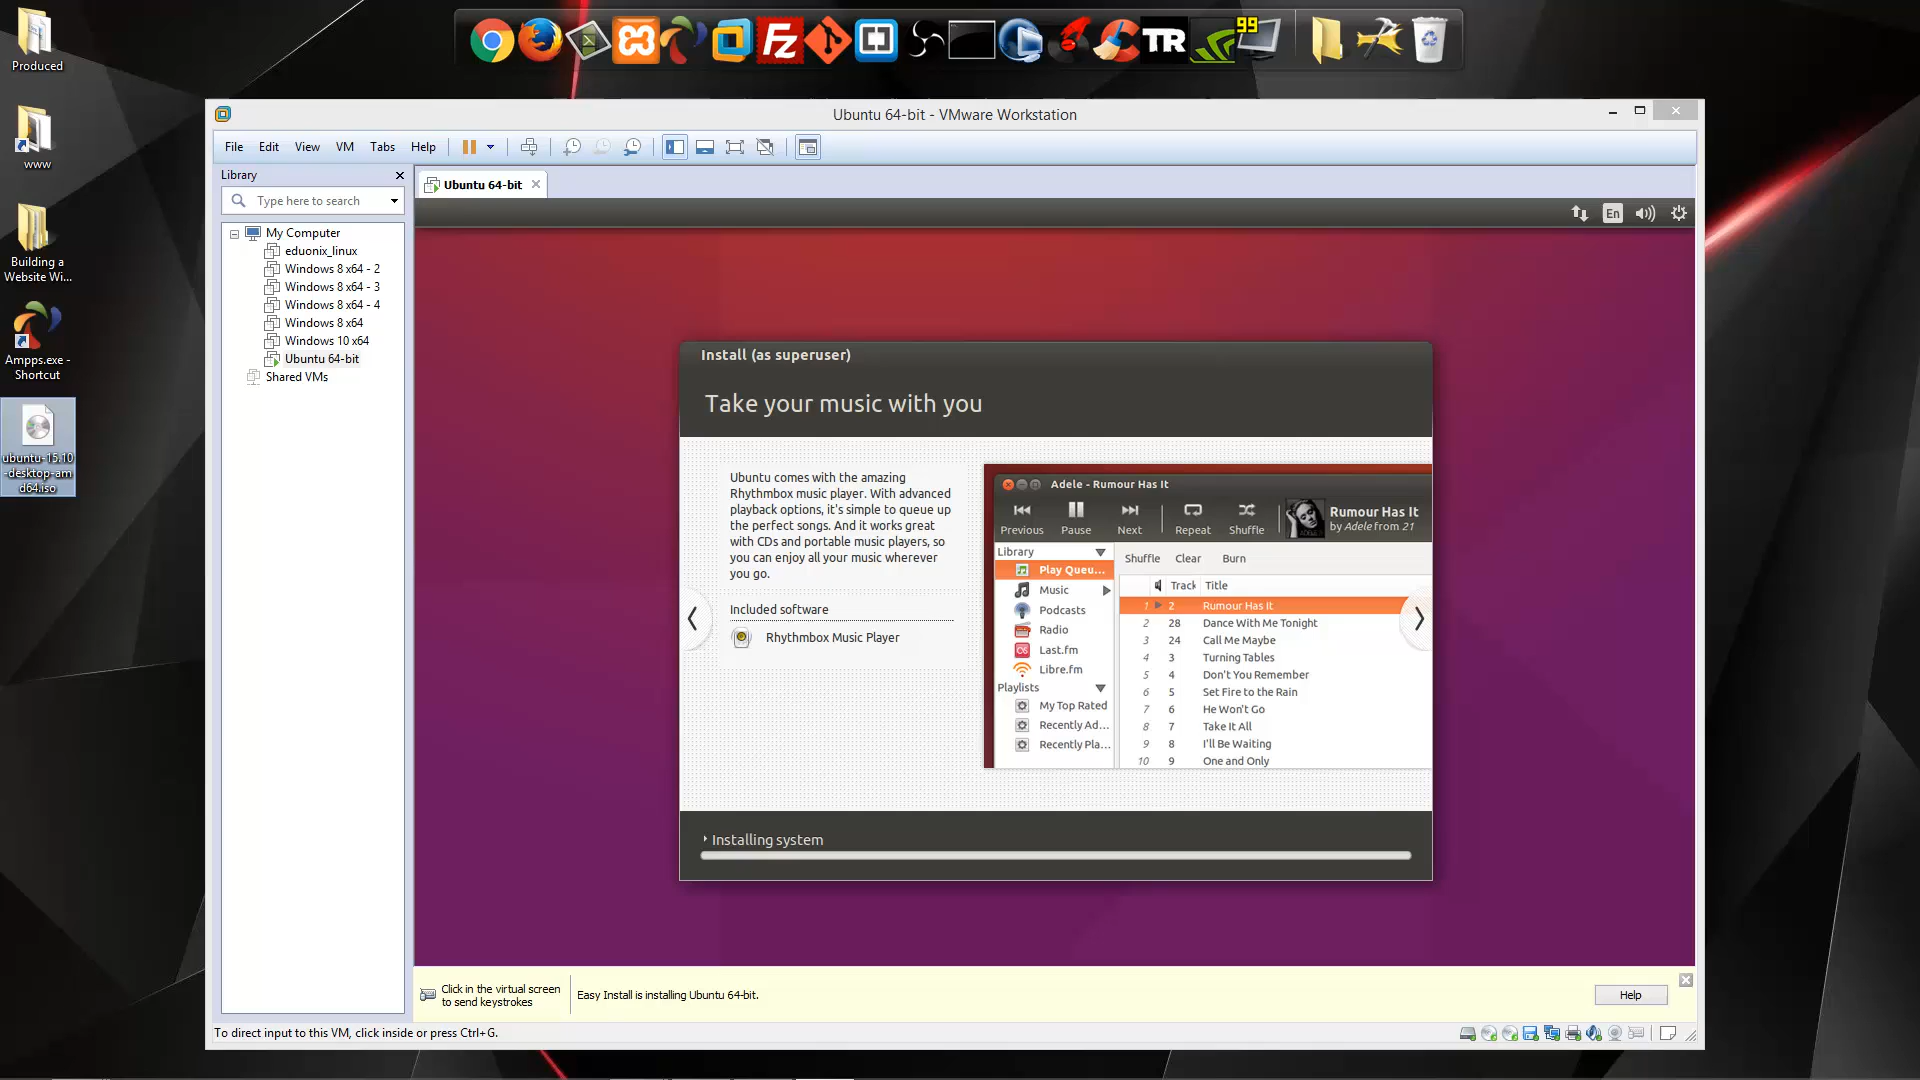 Produced
www
Building a
Website Wi...
Ampps.exe -
Shortcut
ubuntu-15.10
-desktop-am
d64.iso
Fz
TR
99
Ubuntu 64-bit - VMware Workstation
File Edit View VM Tabs Help
Library
Type here to search
My Computer
eduonix_linux
Windows 8 x64 - 2
Windows 8 x64 - 3
Windows 8 x64 - 4
Windows 8 x64
Windows 10 x64
Ubuntu 64-bit
Shared VMs
Ubuntu 64-bit
En
Install (as superuser)
Take your music with you
Ubuntu comes with the amazing
Rhythmbox music player. With advanced
playback options, it's simple to queue up
the perfect songs. And it works great
with CDs and portable music players, so
you can enjoy all your music wherever
you go.
Included software
Rhythmbox Music Player
Adele - Rumour Has It
Previous Pause Next Repeat Shuffle
Rumour Has It
by Adele from 21
Library
Play Queu...
Music
Podcasts
Radio
Last.fm
Libre.fm
Playlists
My Top Rated
Recently Ad...
Recently Pla...
Shuffle Clear Burn
Track Title
1 2 Rumour Has It
2 28 Dance With Me Tonight
3 24 Call Me Maybe
4 3 Turning Tables
5 4 Don't You Remember
6 5 Set Fire to the Rain
7 6 He Won't Go
8 7 Take It All
9 8 I'll Be Waiting
10 9 One and Only
Installing system
Click in the virtual screen
to send keystrokes
Easy Install is installing Ubuntu 64-bit.
Help
To direct input to this VM, click inside or press Ctrl+G.